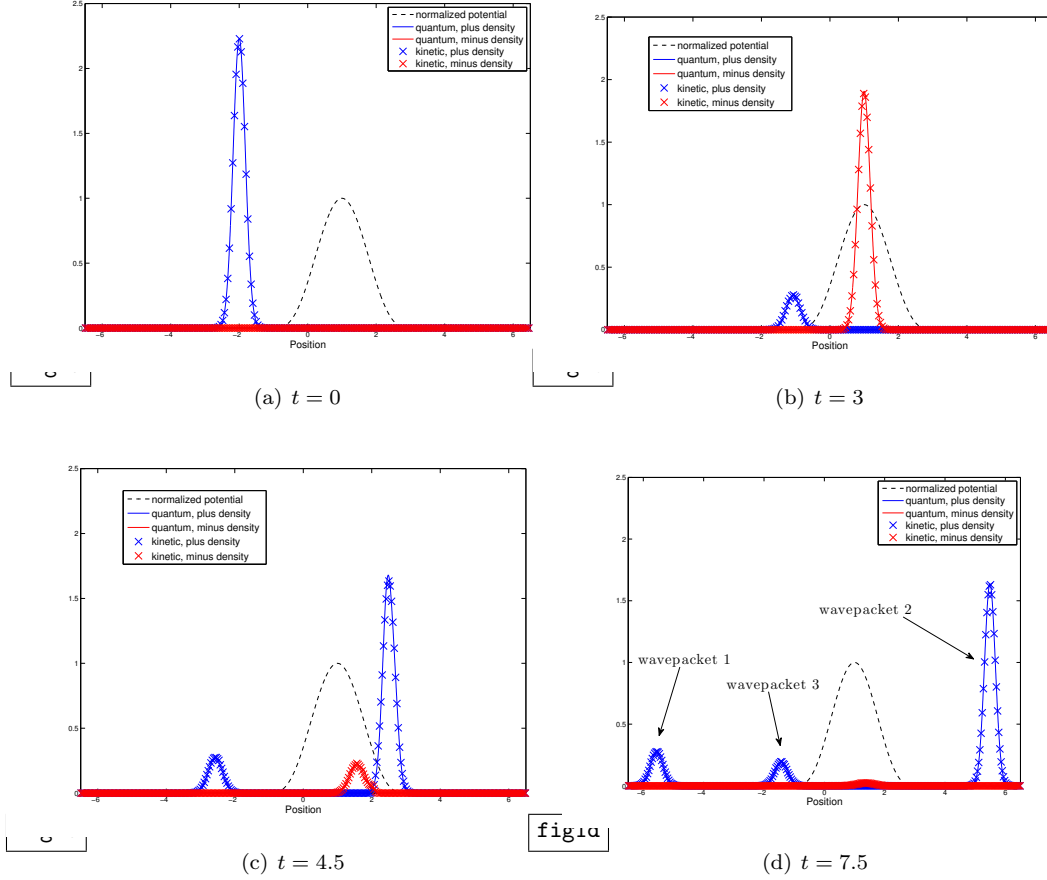 2.5
2
1.5
1
0.5
0
−6 −4 −2 0 2 4 6
Position
normalized potential
quantum, plus density
quantum, minus density
kinetic, plus density
kinetic, minus density
(a) t = 0
2.5
2
1.5
1
0.5
0
−6 −4 −2 0 2 4 6
Position
normalized potential
quantum, plus density
quantum, minus density
kinetic, plus density
kinetic, minus density
(b) t = 3
2.5
2
1.5
1
0.5
0
−6 −4 −2 0 2 4 6
Position
normalized potential
quantum, plus density
quantum, minus density
kinetic, plus density
kinetic, minus density
(c) t = 4.5
2.5
2
1.5
1
0.5
0
−6 −4 −2 0 2 4 6
Position
normalized potential
quantum, plus density
quantum, minus density
kinetic, plus density
kinetic, minus density
wavepacket 2
wavepacket 1
wavepacket 3
fig1d
(d) t = 7.5